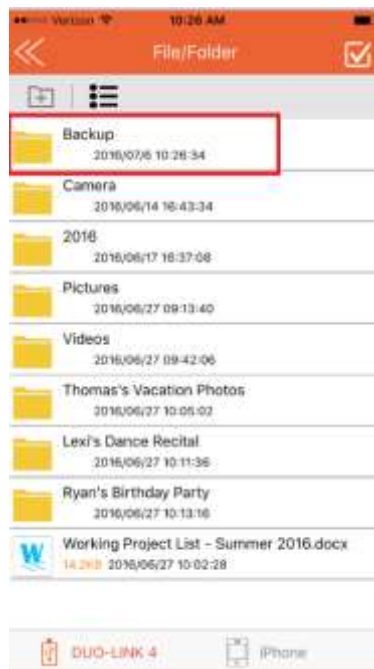 Verizon 10:26 AM
File/Folder
Backup
2016/07/6 10:26:34
Camera
2016/06/14 16:43:34
2016
2016/06/17 16:37:08
Pictures
2016/06/27 09:13:40
Videos
2016/06/27 09:42:06
Thomas's Vacation Photos
2016/06/27 10:05:02
Lexi's Dance Recital
2016/06/27 10:11:36
Ryan's Birthday Party
2016/06/27 10:13:16
Working Project List - Summer 2016.docx
14.2KB 2016/06/27 10:02:28
DUO-LINK 4 iPhone